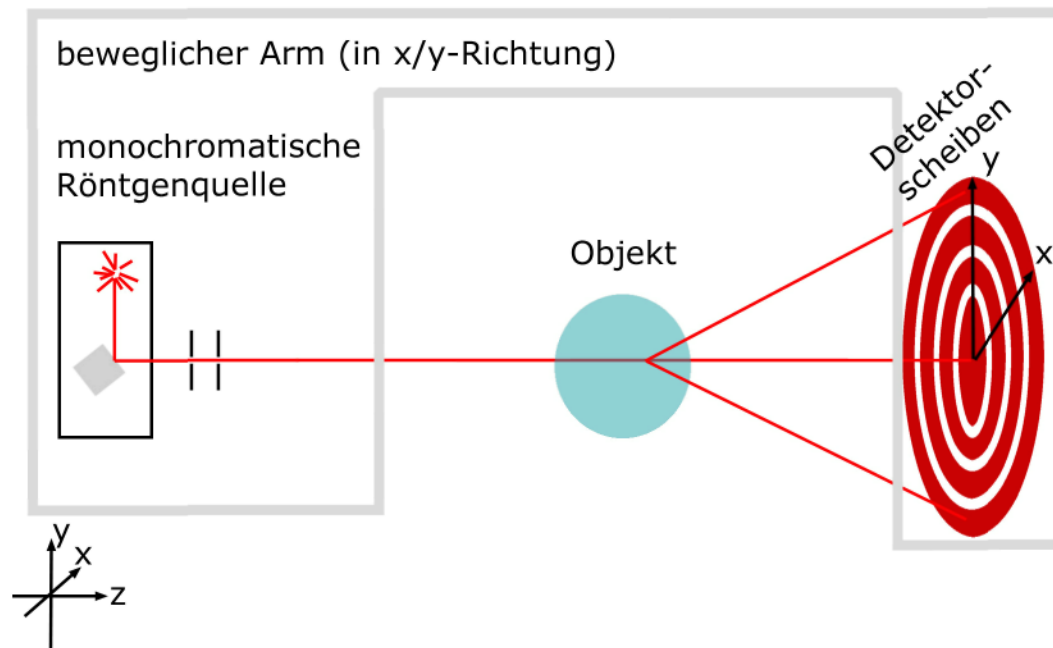 beweglicher Arm (in x/y-Richtung)
monochromatische
Röntgenquelle
Objekt
Detektor-
scheiben
y
x
y
x
z